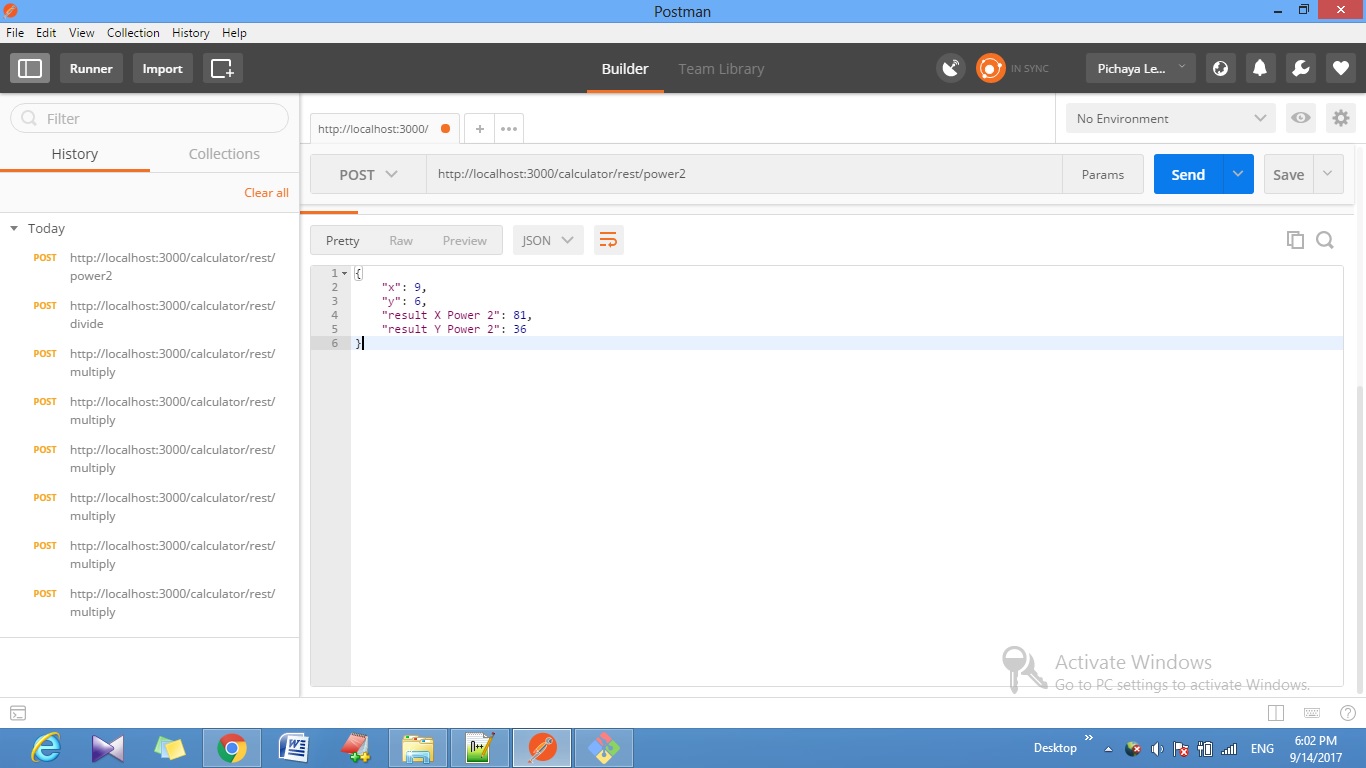 Postman
File Edit View Collection History Help
Runner Import Builder Team Library IN SYNC Pichaya Le...
Filter
History Collections
Clear all
Today
POST http://localhost:3000/calculator/rest/
power2
POST http://localhost:3000/calculator/rest/
divide
POST http://localhost:3000/calculator/rest/
multiply
POST http://localhost:3000/calculator/rest/
multiply
POST http://localhost:3000/calculator/rest/
multiply
POST http://localhost:3000/calculator/rest/
multiply
POST http://localhost:3000/calculator/rest/
multiply
POST http://localhost:3000/calculator/rest/
multiply
http://localhost:3000/ + •••
No Environment
POST http://localhost:3000/calculator/rest/power2 Params Send Save
Pretty Raw Preview JSON
1 {
2 "x": 9,
3 "y": 6,
4 "result X Power 2": 81,
5 "result Y Power 2": 36
6 }
Activate Windows
Go to PC settings to activate Windows.
Desktop » ENG 6:02 PM
9/14/2017